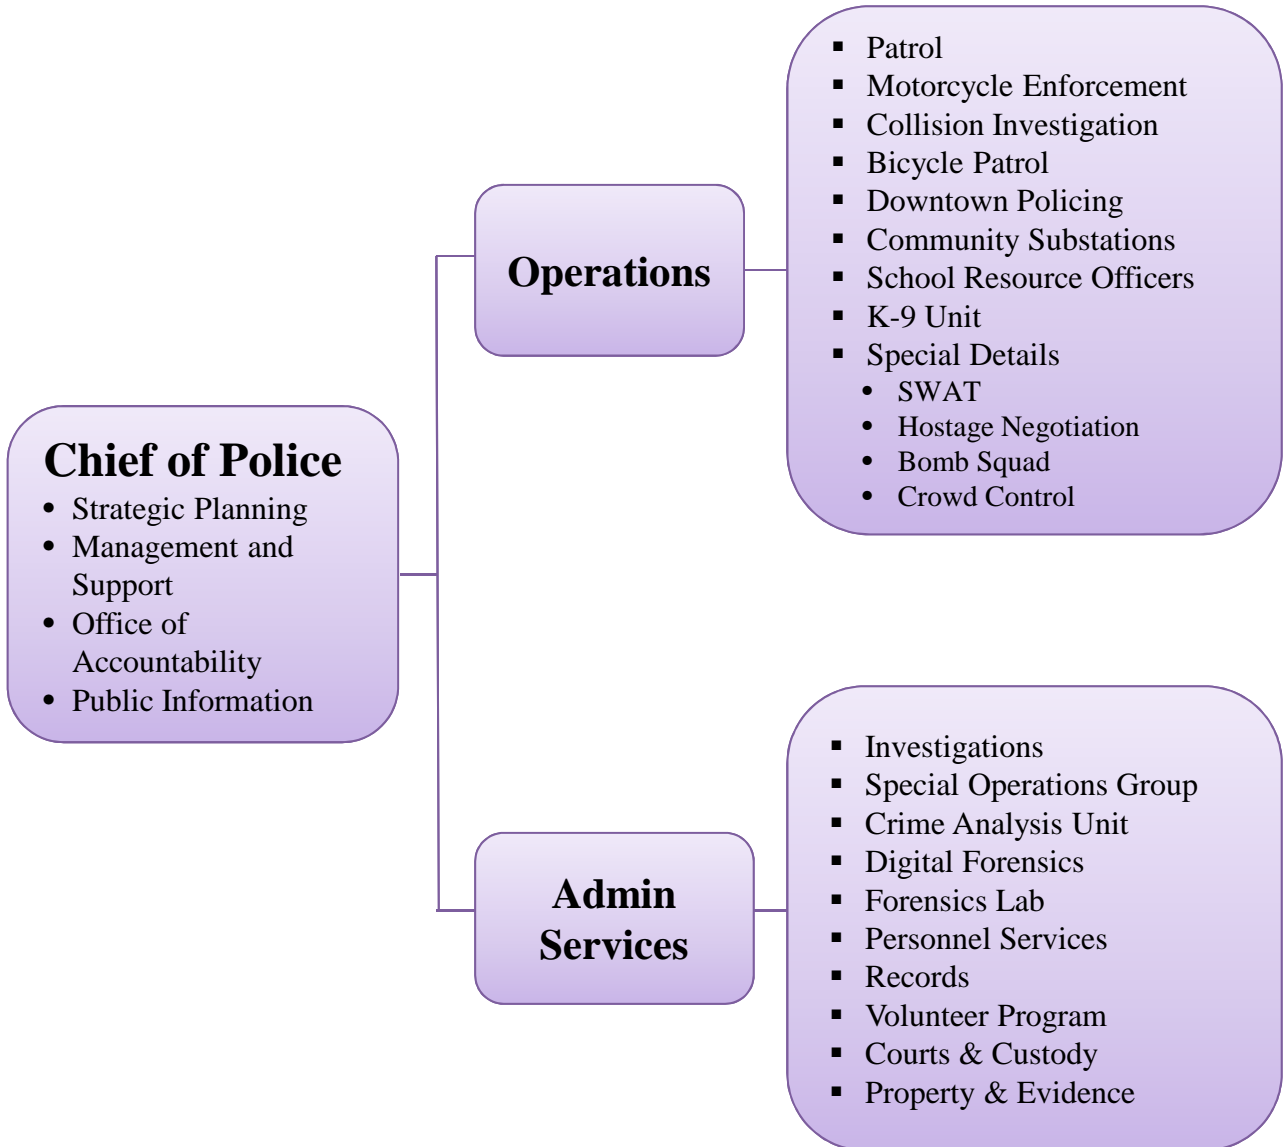 Chief of Police
• Strategic Planning
• Management and
Support
• Office of
Accountability
• Public Information
Operations
▪ Patrol
▪ Motorcycle Enforcement
▪ Collision Investigation
▪ Bicycle Patrol
▪ Downtown Policing
▪ Community Substations
▪ School Resource Officers
▪ K-9 Unit
▪ Special Details
• SWAT
• Hostage Negotiation
• Bomb Squad
• Crowd Control
Admin
Services
▪ Investigations
▪ Special Operations Group
▪ Crime Analysis Unit
▪ Digital Forensics
▪ Forensics Lab
▪ Personnel Services
▪ Records
▪ Volunteer Program
▪ Courts & Custody
▪ Property & Evidence